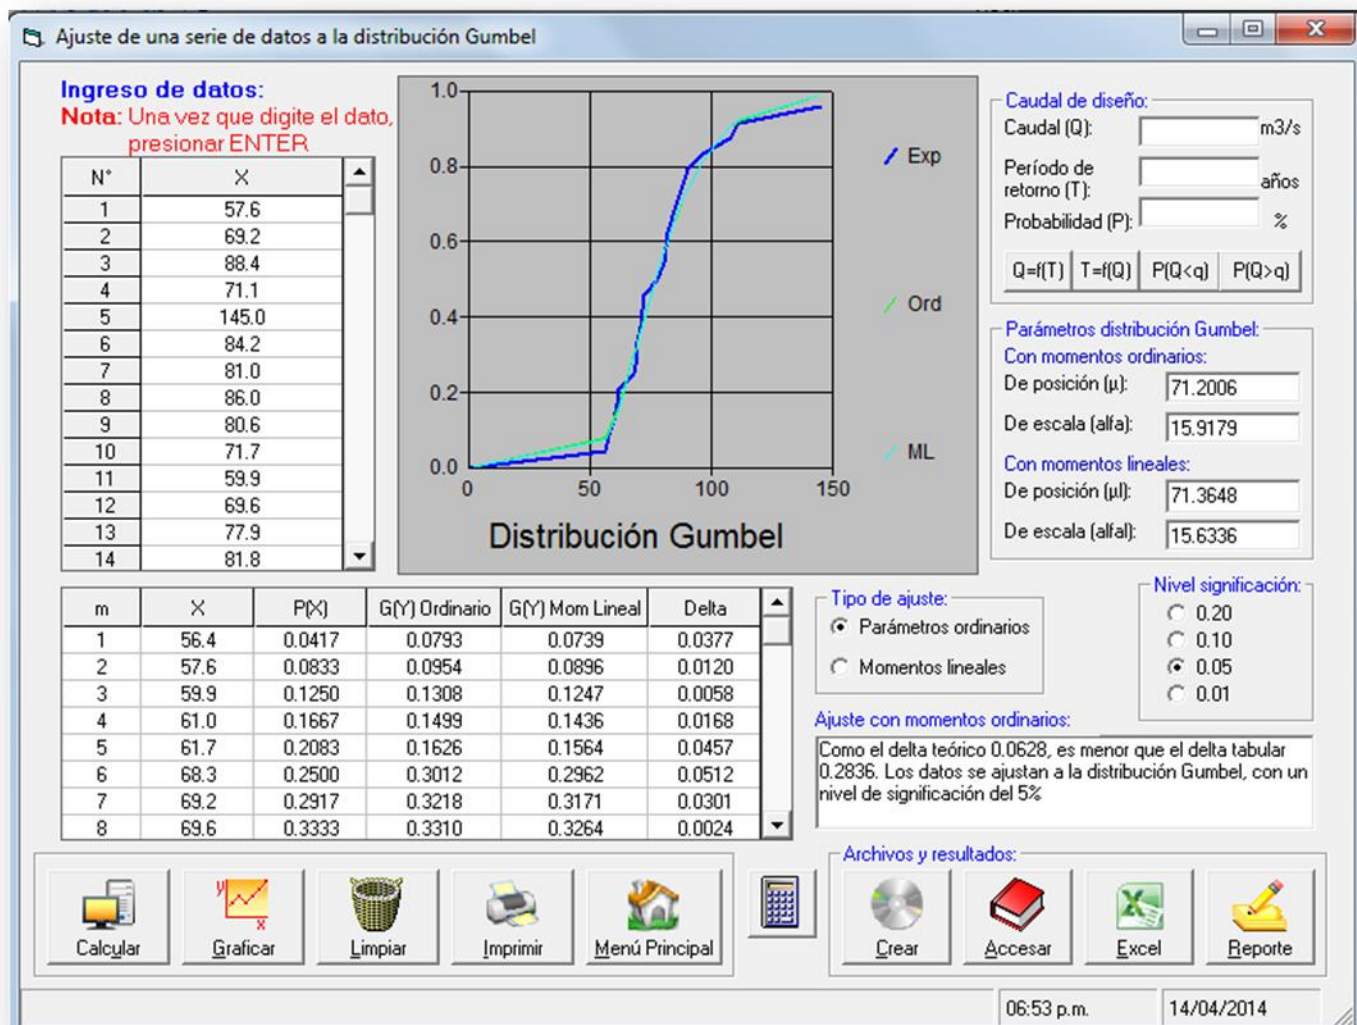 Ajuste de una serie de datos a la distribución Gumbel
Ingreso de datos:
Nota: Una vez que digite el dato,
presionar ENTER
N° X
1 57.6
2 69.2
3 88.4
4 71.1
5 145.0
6 84.2
7 81.0
8 86.0
9 80.6
10 71.7
11 59.9
12 69.6
13 77.9
14 81.8
1.0
0.8
0.6
0.4
0.2
0.0
0 50 100 150
Exp
Ord
ML
Distribución Gumbel
Caudal de diseño:
Caudal (Q): m3/s
Período de
retorno (T): años
Probabilidad (P): %
Q=f(T) T=f(Q) P(Q<q) P(Q>q)
Parámetros distribución Gumbel:
Con momentos ordinarios:
De posición (µ): 71.2006
De escala (alfa): 15.9179
Con momentos lineales:
De posición (µl): 71.3648
De escala (alfal): 15.6336
m X P(X) G(Y) Ordinario G(Y) Mom Lineal Delta
1 56.4 0.0417 0.0793 0.0739 0.0377
2 57.6 0.0833 0.0954 0.0896 0.0120
3 59.9 0.1250 0.1308 0.1247 0.0058
4 61.0 0.1667 0.1499 0.1436 0.0168
5 61.7 0.2083 0.1626 0.1564 0.0457
6 68.3 0.2500 0.3012 0.2962 0.0512
7 69.2 0.2917 0.3218 0.3171 0.0301
8 69.6 0.3333 0.3310 0.3264 0.0024
Tipo de ajuste:
Parámetros ordinarios
Momentos lineales
Nivel significación:
0.20
0.10
0.05
0.01
Ajuste con momentos ordinarios:
Como el delta teórico 0.0628, es menor que el delta tabular
0.2836. Los datos se ajustan a la distribución Gumbel, con un
nivel de significación del 5%
Calcular Graficar Limpiar Imprimir Menú Principal
Archivos y resultados:
Crear Accesar Excel Reporte
06:53 p.m. 14/04/2014